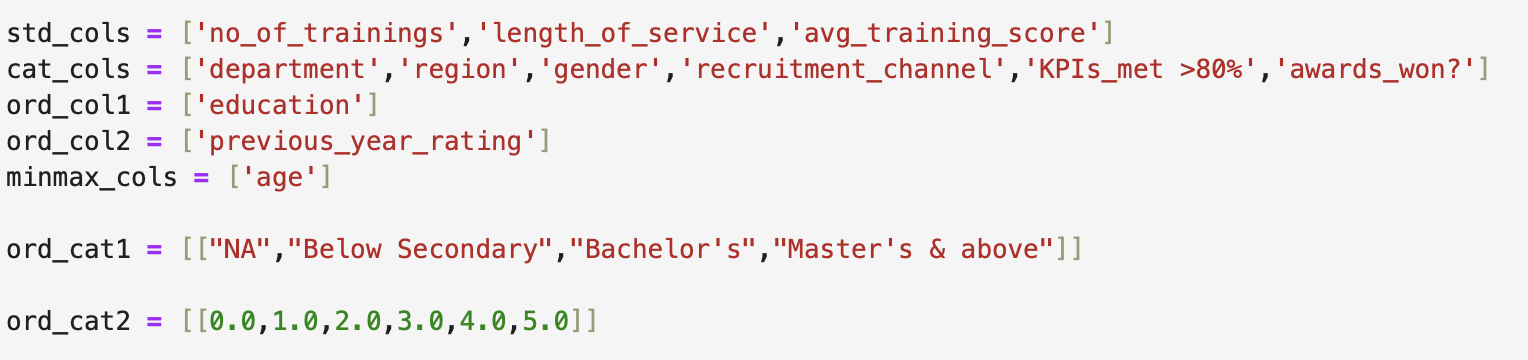 std_cols = ['no_of_trainings','length_of_service','avg_training_score']
cat_cols = ['department','region','gender','recruitment_channel','KPIs_met >80%','awards_won?']
ord_col1 = ['education']
ord_col2 = ['previous_year_rating']
minmax_cols = ['age']
ord_cat1 = [["NA","Below Secondary","Bachelor's","Master's & above"]]
ord_cat2 = [[0.0,1.0,2.0,3.0,4.0,5.0]]